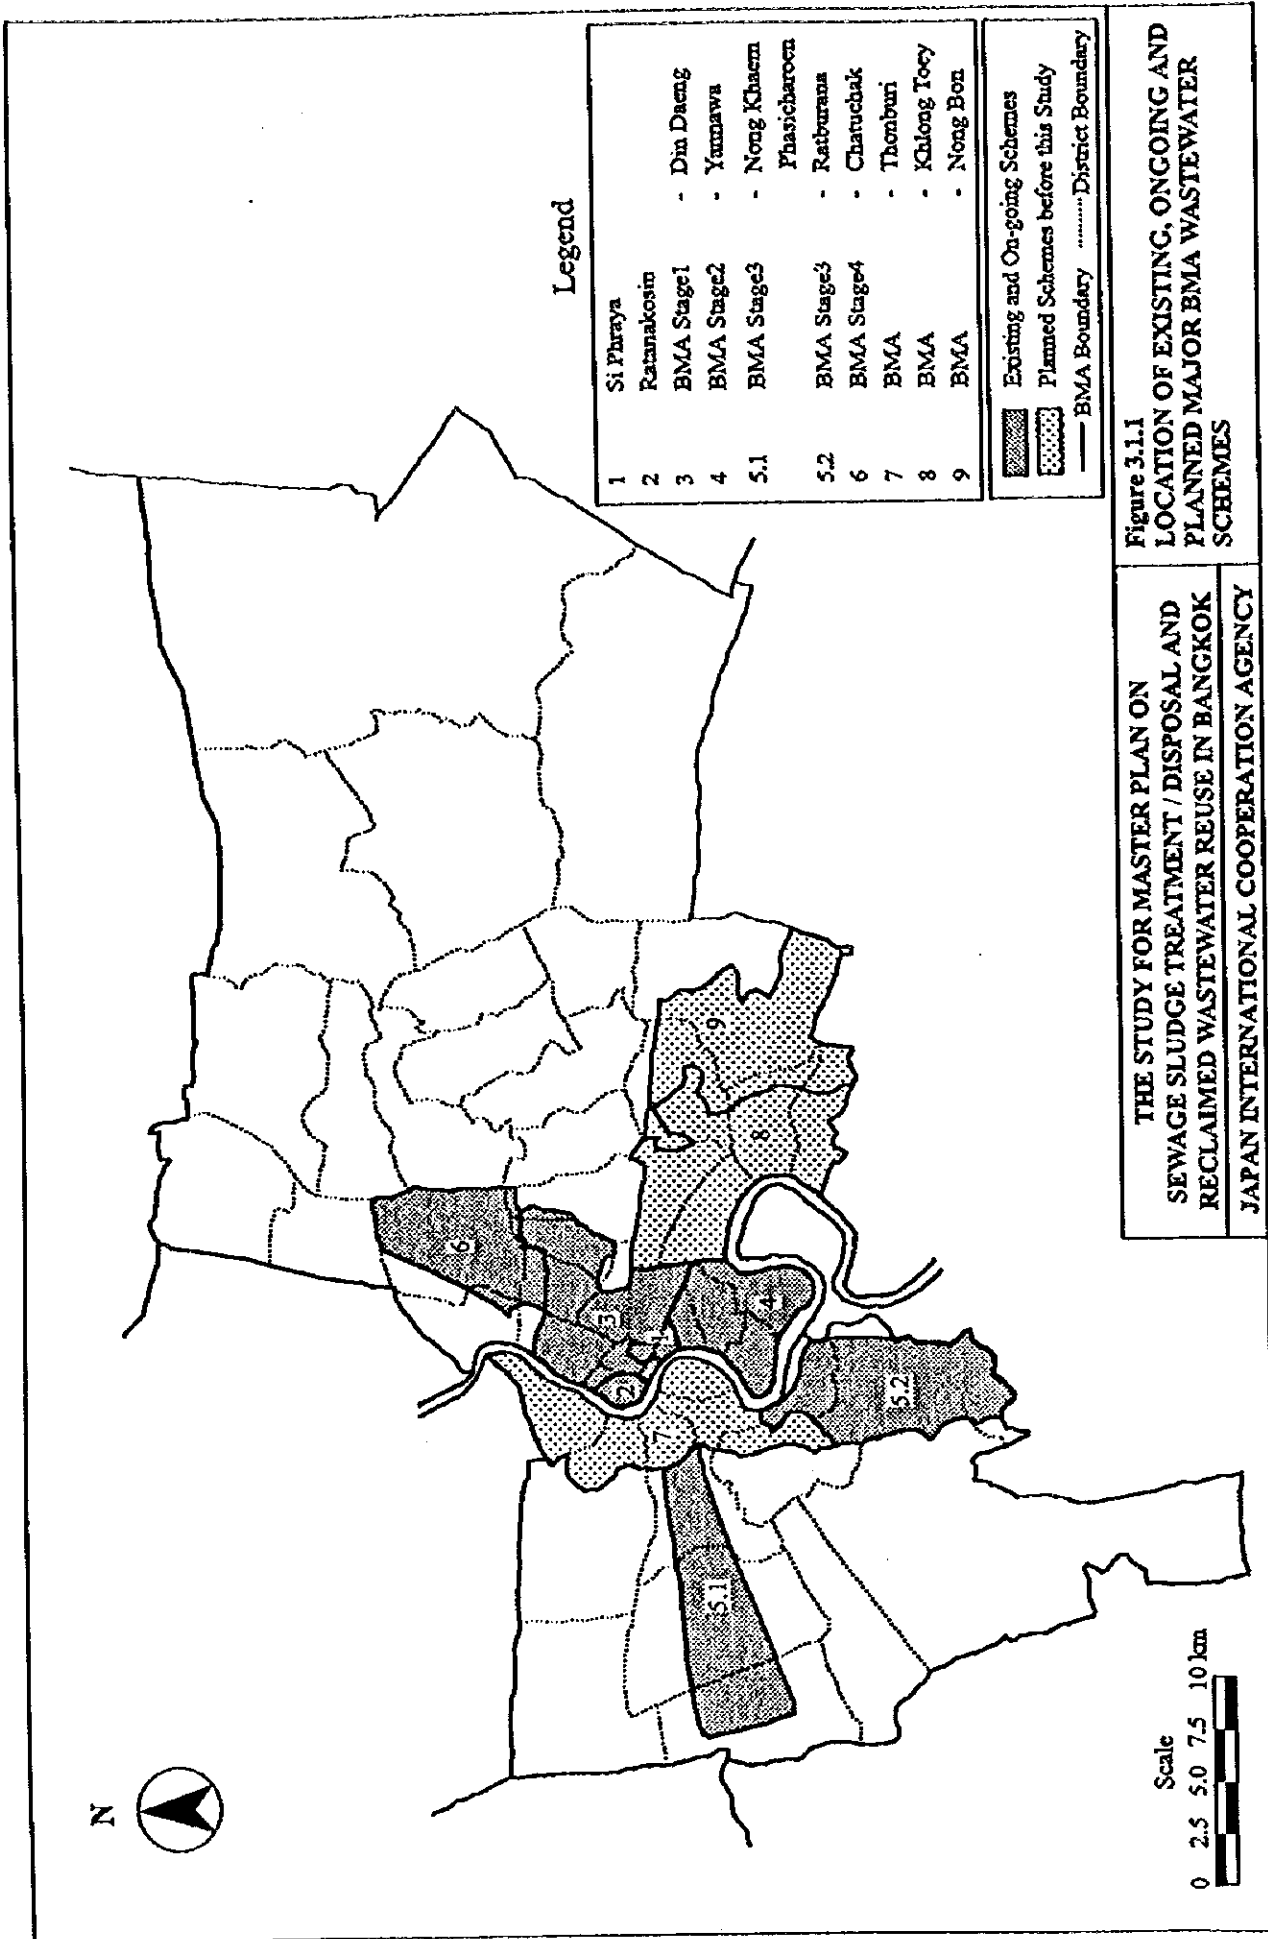 N
6
3
1
2
4
5.2
7
5.1
8
9
Scale
0 2.5 5.0 7.5 10 km
Legend
1 Si Phraya
2 Ratanakosin
3 BMA Stage1 - Din Daeng
4 BMA Stage2 - Yannawa
5.1 BMA Stage3 - Nong Khaem
Phasicharoen
5.2 BMA Stage3 - Ratburana
6 BMA Stage4 - Chatuchak
7 BMA - Thonburi
8 BMA - Khlong Toey
9 BMA - Nong Bon
Existing and On-going Schemes
Planned Schemes before this Study
BMA Boundary District Boundary
THE STUDY FOR MASTER PLAN ON
SEWAGE SLUDGE TREATMENT / DISPOSAL AND
RECLAIMED WASTEWATER REUSE IN BANGKOK
JAPAN INTERNATIONAL COOPERATION AGENCY
Figure 3.1.1
LOCATION OF EXISTING, ONGOING AND
PLANNED MAJOR BMA WASTEWATER
SCHEMES